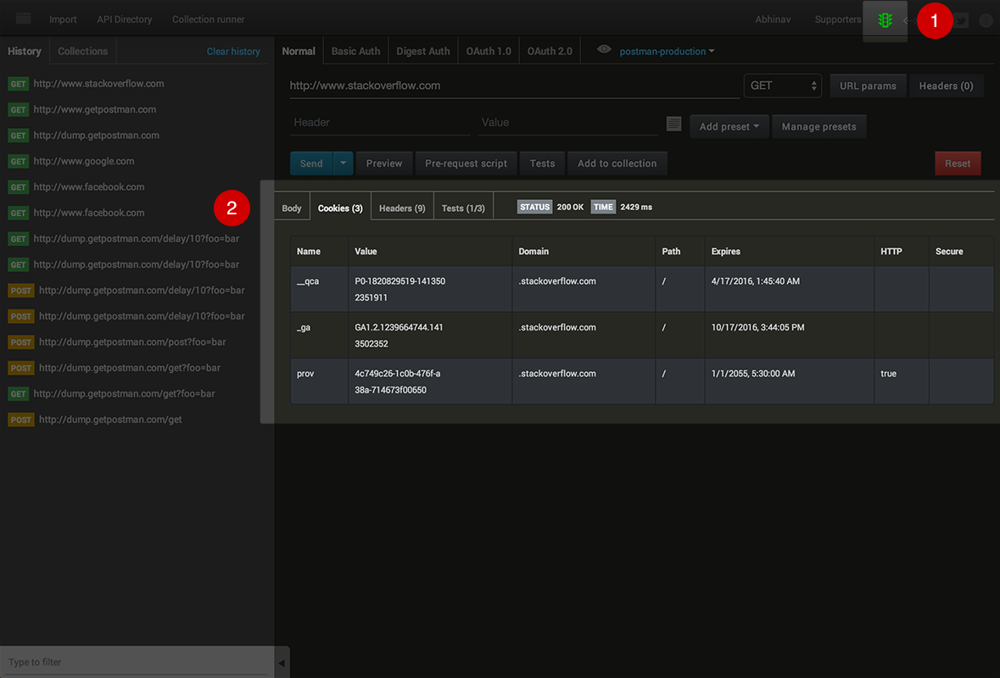 Import API Directory Collection runner Abhinav Supporters 1
History Collections Clear history
Normal Basic Auth Digest Auth OAuth 1.0 OAuth 2.0 postman-production
GET http://www.stackoverflow.com
GET http://www.getpostman.com
GET http://dump.getpostman.com
GET http://www.google.com
GET http://www.facebook.com
GET http://www.facebook.com
GET http://dump.getpostman.com/delay/10?foo=bar
GET http://dump.getpostman.com/delay/10?foo=bar
POST http://dump.getpostman.com/delay/10?foo=bar
POST http://dump.getpostman.com/delay/10?foo=bar
POST http://dump.getpostman.com/post?foo=bar
POST http://dump.getpostman.com/get?foo=bar
GET http://dump.getpostman.com/get?foo=bar
POST http://dump.getpostman.com/get
Type to filter
http://www.stackoverflow.com GET URL params Headers (0)
Header Value Add preset Manage presets
Send Preview Pre-request script Tests Add to collection Reset
2
Body Cookies (3) Headers (9) Tests (1/3) STATUS 200 OK TIME 2429 ms
Name Value Domain Path Expires HTTP Secure
__qca P0-1820829519-141350 .stackoverflow.com / 4/17/2016, 1:45:40 AM
2351911
_ga GA1.2.1239664744.141 .stackoverflow.com / 10/17/2016, 3:44:05 PM
3502352
prov 4c749c26-1c0b-476f-a .stackoverflow.com / 1/1/2055, 5:30:00 AM true
38a-714673f00650